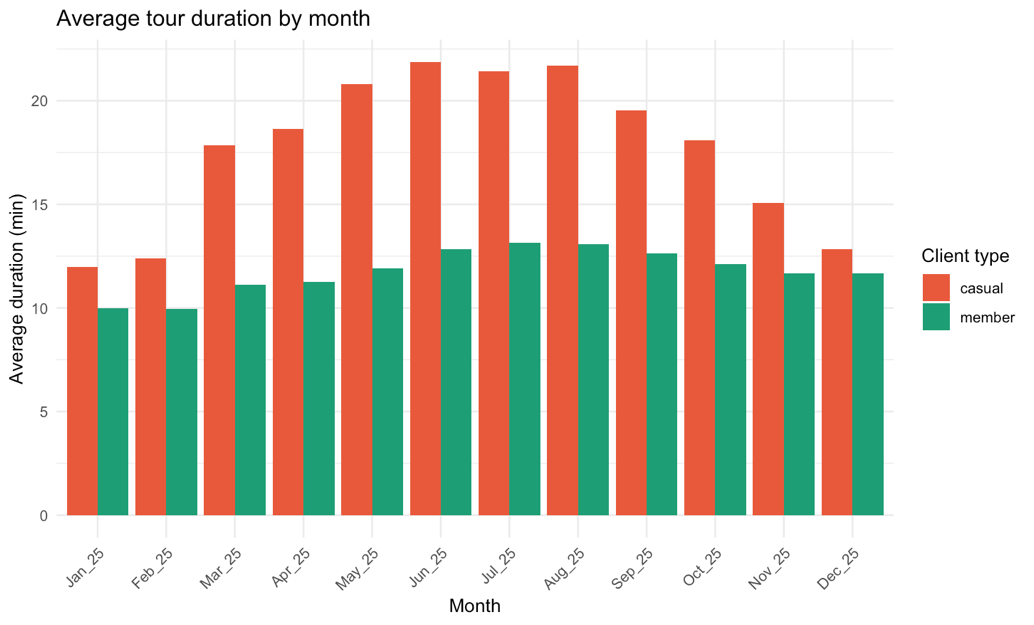 Average tour duration by month
Average duration (min)
20
15
10
5
0
Jan_25
Feb_25
Mar_25
Apr_25
May_25
Jun_25
Jul_25
Aug_25
Sep_25
Oct_25
Nov_25
Dec_25
Month
Client type
casual
member